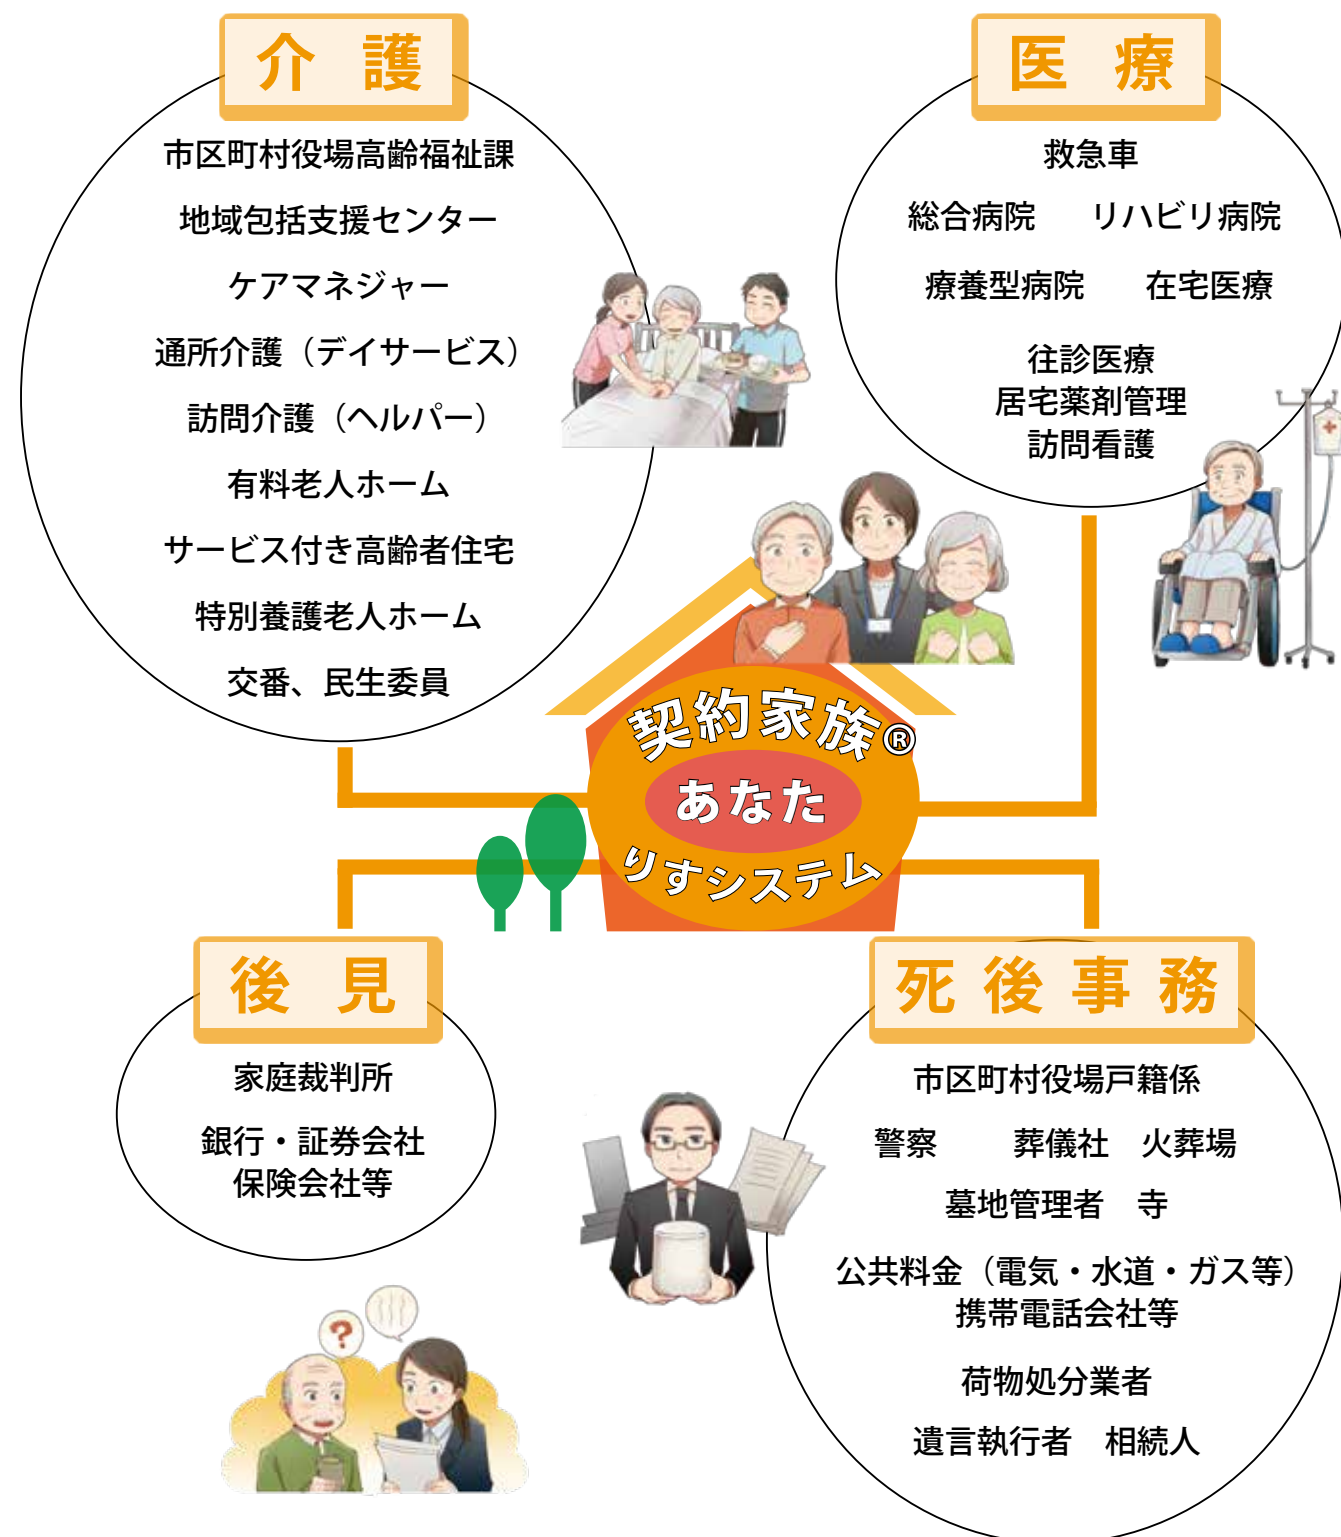 介護
市区町村役場高齢福祉課
地域包括支援センター
ケアマネジャー
通所介護（デイサービス）
訪問介護（ヘルパー）
有料老人ホーム
サービス付き高齢者住宅
特別養護老人ホーム
交番、民生委員
医療
救急車
総合病院　リハビリ病院
療養型病院　在宅医療
往診医療
居宅薬剤管理
訪問看護
契約家族®
あなた
りすシステム
後見
家庭裁判所
銀行・証券会社
保険会社等
?
死後事務
市区町村役場戸籍係
警察　葬儀社　火葬場
墓地管理者　寺
公共料金（電気・水道・ガス等）
携帯電話会社等
荷物処分業者
遺言執行者　相続人